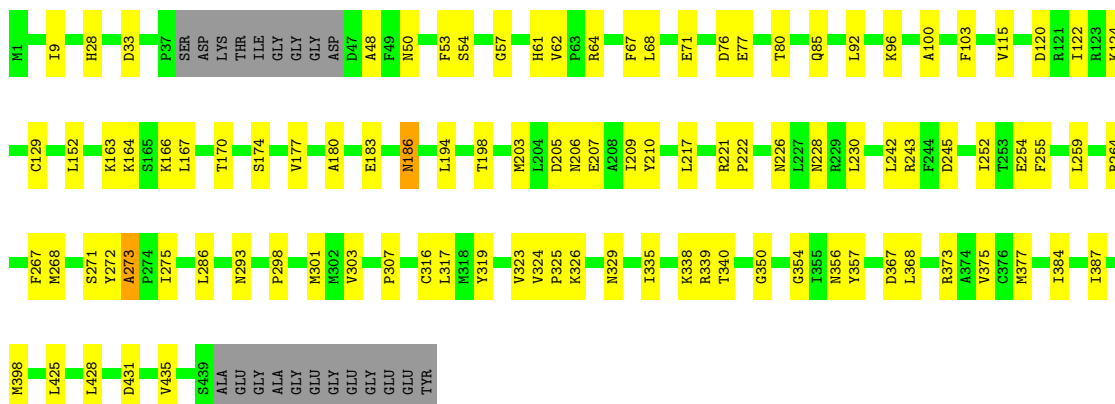 M1 I9 H28 D33 P37 SER ASP LYS THR ILE GLY GLY GLY ASP D47 A48 F49 N50 F53 S54 G57 H61 V62 P63 R64 F67 L68 E71 D76 E77 T80 Q85 L92 K96 A100 F103 V115 D120 R121 I122 R123 K124
C129 L152 K163 K164 S165 K166 L167 T170 S174 V177 A180 E183 N186 L194 T198 M203 L204 D205 N206 E207 A208 I209 Y210 L217 R221 P222 N226 L227 N228 R229 L230 L242 R243 F244 D245 I252 T253 E254 F255 L259 P264
F267 M268 S271 Y272 A273 P274 I275 L286 N293 P298 M301 M302 V303 P307 C316 L317 M318 Y319 V323 V324 P325 K326 N329 I335 K338 R339 T340 G350 G354 I355 N356 Y357 D367 L368 R373 A374 V375 C376 M377 I384 I387
M398 L425 L428 D431 V435 S439 ALA GLU GLY ALA GLY GLU GLY GLU GLY GLU GLU TYR